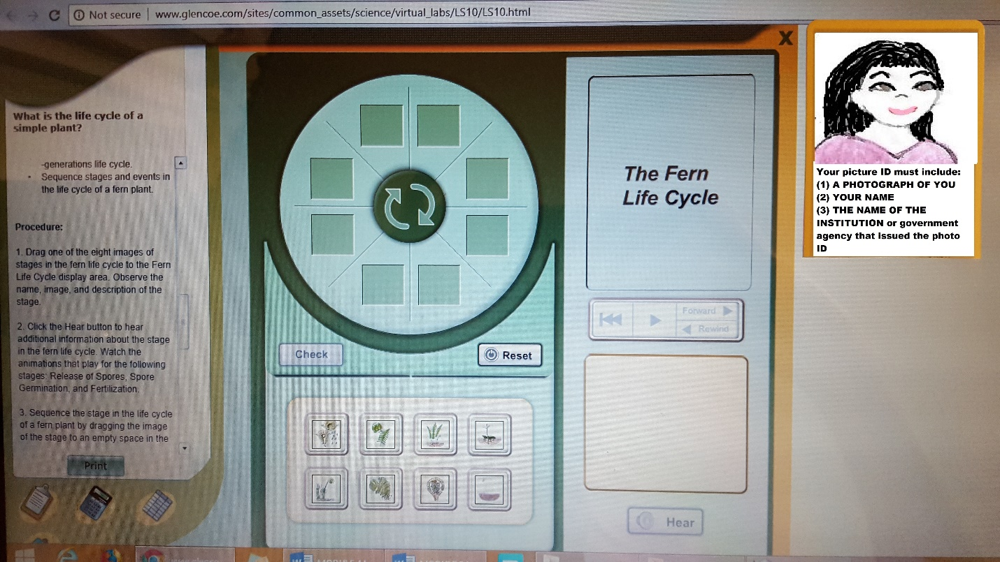 Not secure | www.glencoe.com/sites/common_assets/science/virtual_labs/LS10/LS10.html
X
What is the life cycle of a
simple plant?
-generations life cycle.
• Sequence stages and events in
the life cycle of a fern plant.
Procedure:
1. Drag one of the eight images of
stages in the fern life cycle to the Fern
Life Cycle display area. Observe the
name, image, and description of the
stage.
2. Click the Hear button to hear
additional information about the stage
in the fern life cycle. Watch the
animations that play for the following
stages: Release of Spores, Spore
Germination, and Fertilization.
3. Sequence the stage in the life cycle
of a fern plant by dragging the image
of the stage to an empty space in the
Print
Check
Reset
The Fern
Life Cycle
Forward
Rewind
Hear
Your picture ID must include:
(1) A PHOTOGRAPH OF YOU
(2) YOUR NAME
(3) THE NAME OF THE
INSTITUTION or government
agency that issued the photo
ID